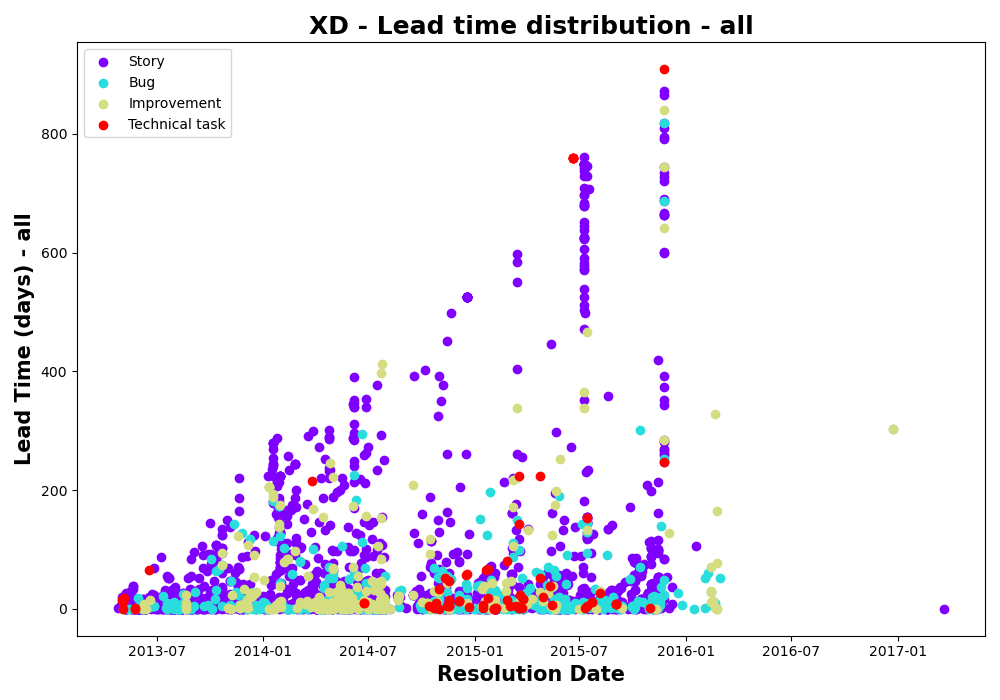 XD - Lead time distribution - all
Story
Bug
Improvement
Technical task
800
600
400
200
0
Lead Time (days) - all
2013-07
2014-01
2014-07
2015-01
2015-07
2016-01
2016-07
2017-01
Resolution Date